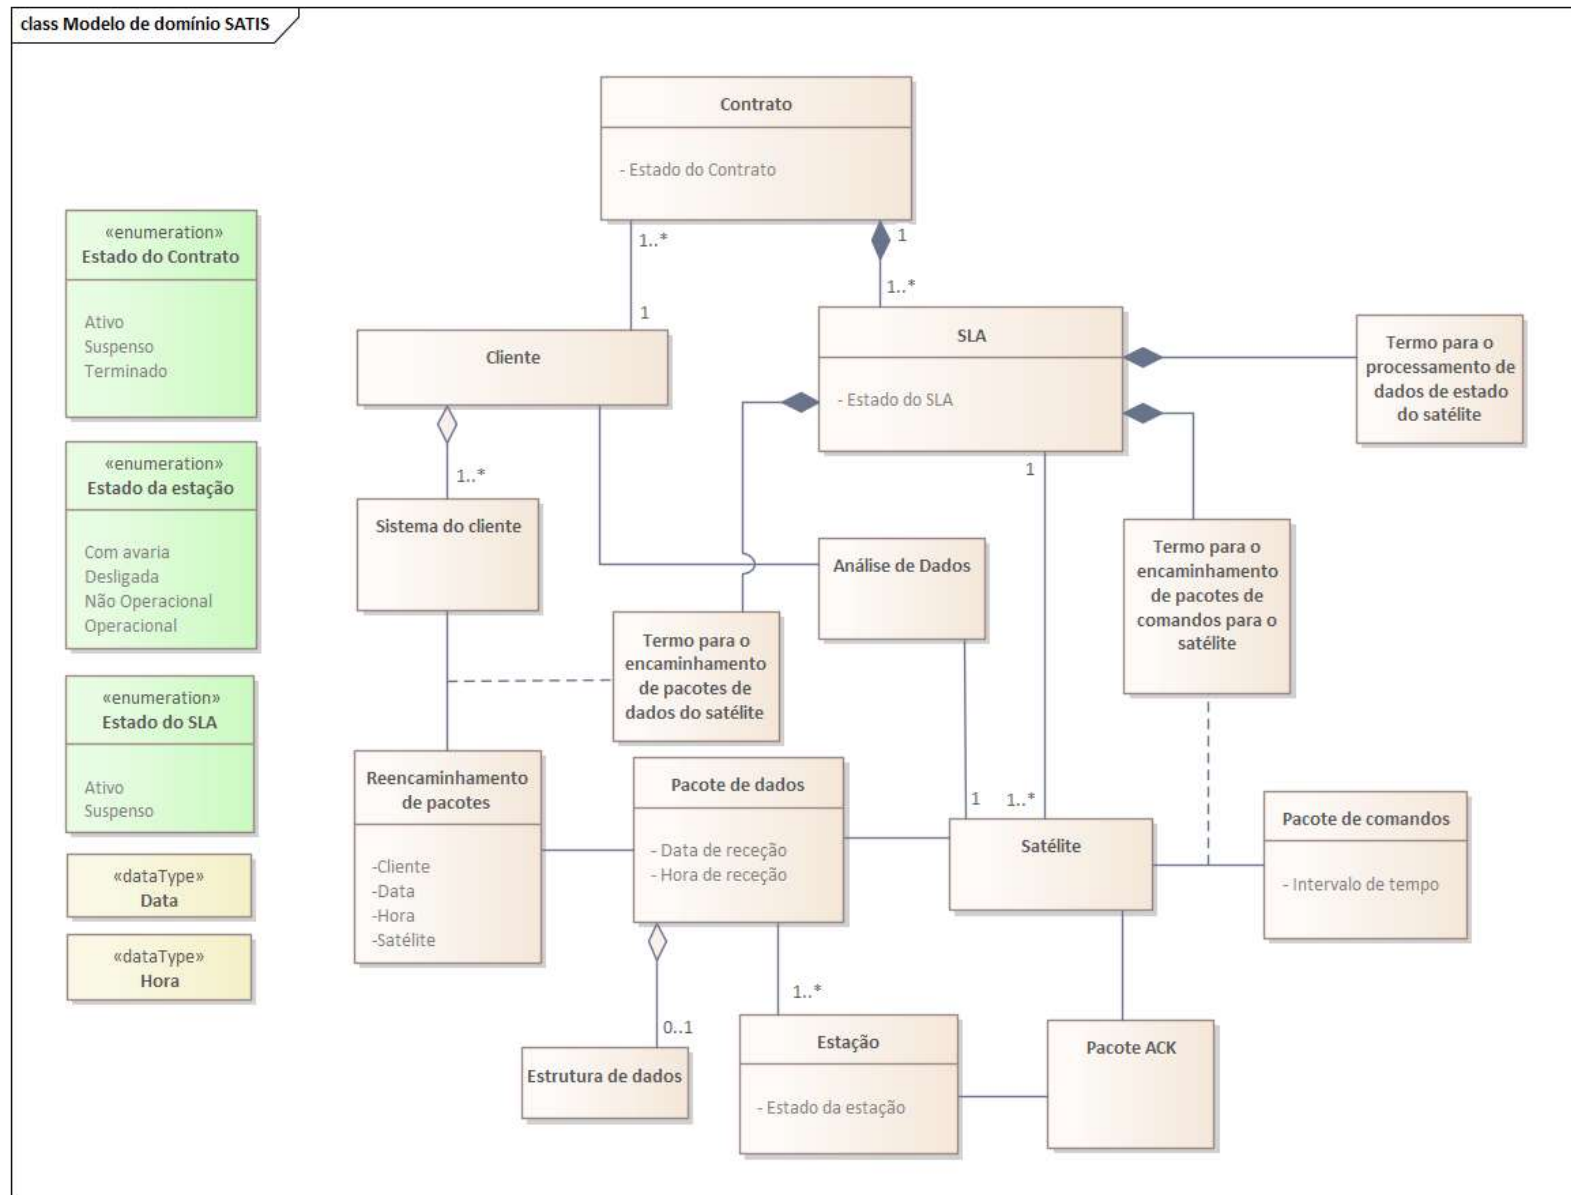 class Modelo de domínio SATIS
Contrato
- Estado do Contrato
1..*
1
1
1..*
«enumeration»
Estado do Contrato
Ativo
Suspenso
Terminado
«enumeration»
Estado da estação
Com avaria
Desligada
Não Operacional
Operacional
«enumeration»
Estado do SLA
Ativo
Suspenso
«dataType»
Data
«dataType»
Hora
Cliente
1..*
SLA
- Estado do SLA
1
Termo para o
processamento de
dados de estado
do satélite
Sistema do cliente
Análise de Dados
Termo para o
encaminhamento
de pacotes de
comandos para o
satélite
Termo para o
encaminhamento
de pacotes de
dados do satélite
Reencaminhamento
de pacotes
-Cliente
-Data
-Hora
-Satélite
Pacote de dados
- Data de receção
- Hora de receção
1
1..*
Satélite
Pacote de comandos
- Intervalo de tempo
1..*
0..1
Estrutura de dados
Estação
- Estado da estação
Pacote ACK